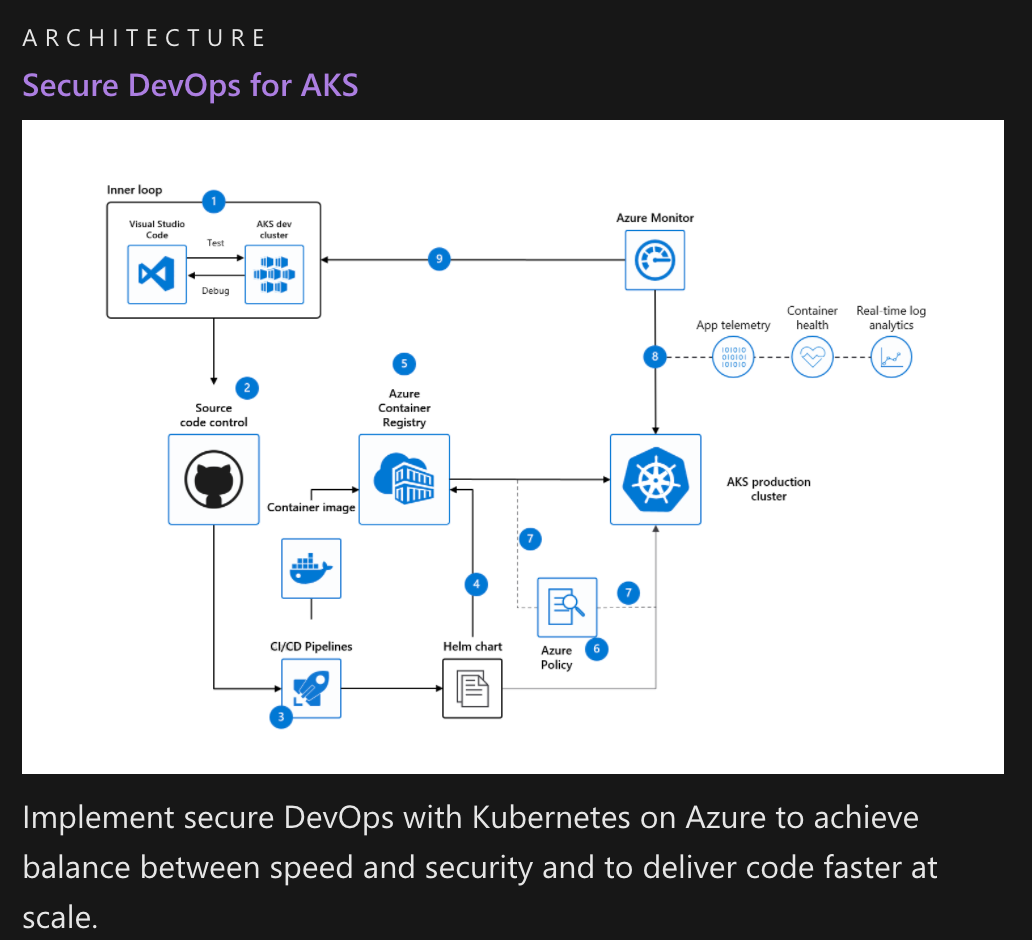 ARCHITECTURE
Secure DevOps for AKS
Inner loop
1
Visual Studio
Code
Test
Debug
AKS dev
cluster
9
Azure Monitor
8
App telemetry
010101
010101
101010
Container
health
Real-time log
analytics
2
Source
code control
5
Azure
Container
Registry
Container image
AKS production
cluster
7
4
7
Azure
Policy
6
CI/CD Pipelines
3
Helm chart
Implement secure DevOps with Kubernetes on Azure to achieve
balance between speed and security and to deliver code faster at
scale.